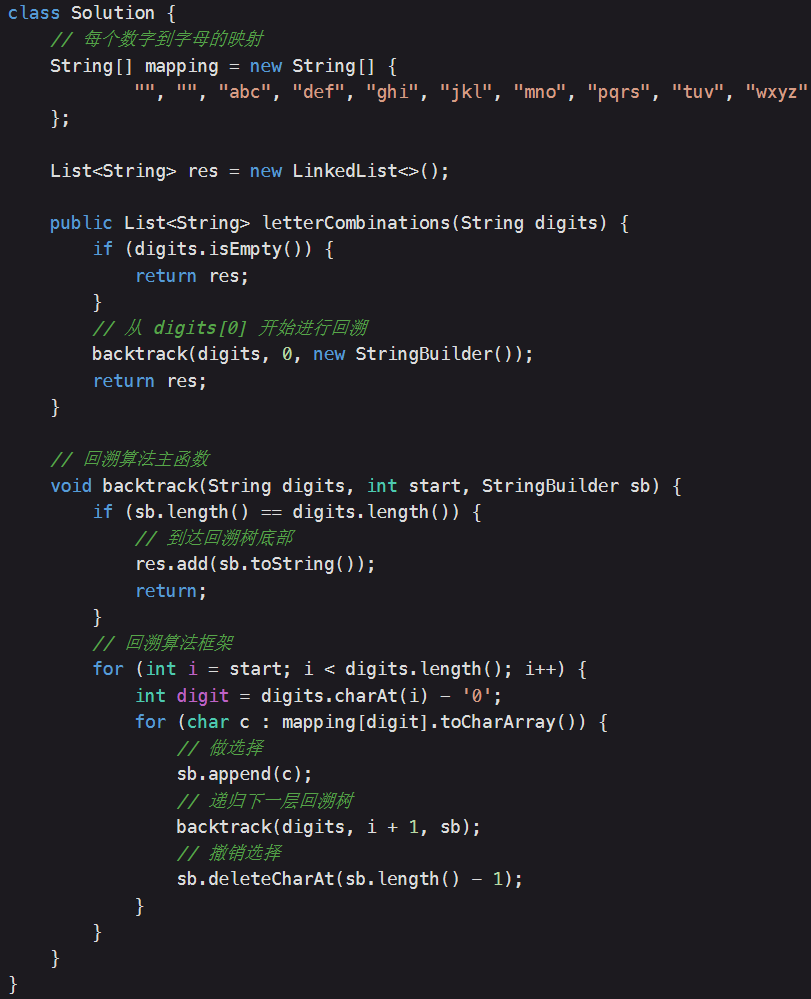 class Solution {
    // 每个数字到字母的映射
    String[] mapping = new String[] {
            "", "", "abc", "def", "ghi", "jkl", "mno", "pqrs", "tuv", "wxyz"
    };

    List<String> res = new LinkedList<>();

    public List<String> letterCombinations(String digits) {
        if (digits.isEmpty()) {
            return res;
        }
        // 从 digits[0] 开始进行回溯
        backtrack(digits, 0, new StringBuilder());
        return res;
    }

    // 回溯算法主函数
    void backtrack(String digits, int start, StringBuilder sb) {
        if (sb.length() == digits.length()) {
            // 到达回溯树底部
            res.add(sb.toString());
            return;
        }
        // 回溯算法框架
        for (int i = start; i < digits.length(); i++) {
            int digit = digits.charAt(i) - '0';
            for (char c : mapping[digit].toCharArray()) {
                // 做选择
                sb.append(c);
                // 递归下一层回溯树
                backtrack(digits, i + 1, sb);
                // 撤销选择
                sb.deleteCharAt(sb.length() - 1);
            }
        }
    }
}